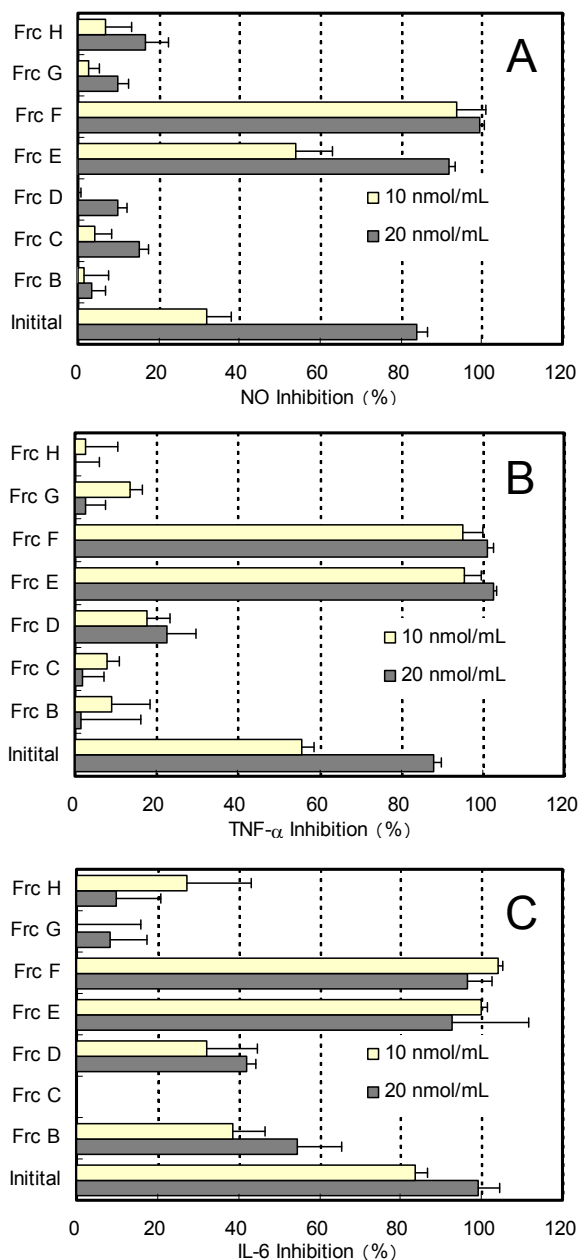 A
Frc H
Frc G
Frc F
Frc E
Frc D
Frc C
Frc B
Initital
10 nmol/mL
20 nmol/mL
0 20 40 60 80 100 120
NO Inhibition (%)
B
Frc H
Frc G
Frc F
Frc E
Frc D
Frc C
Frc B
Initital
10 nmol/mL
20 nmol/mL
0 20 40 60 80 100 120
TNF-α Inhibition (%)
C
Frc H
Frc G
Frc F
Frc E
Frc D
Frc C
Frc B
Initital
10 nmol/mL
20 nmol/mL
0 20 40 60 80 100 120
IL-6 Inhibition (%)